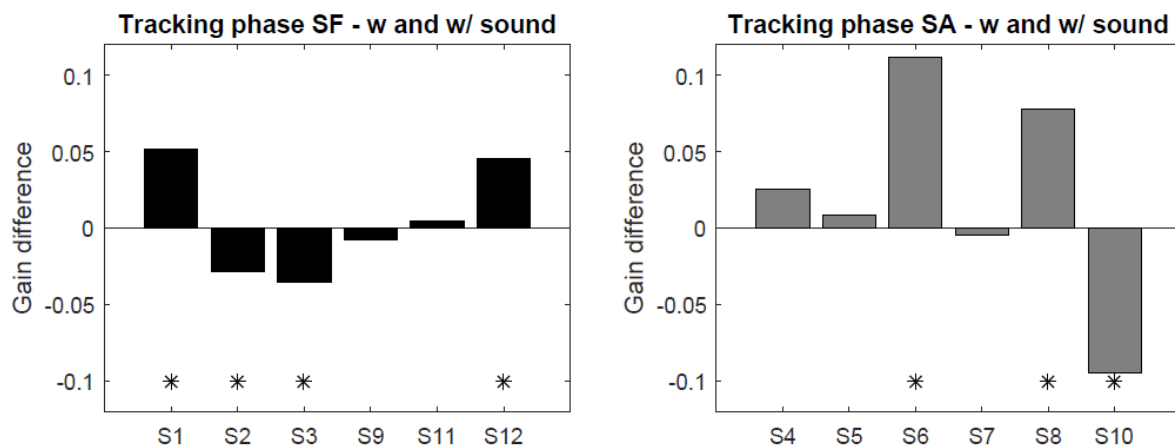 Tracking phase SF - w and w/ sound
Gain difference
0.1
0.05
0
-0.05
-0.1
S1 S2 S3 S9 S11 S12
* * * *
Tracking phase SA - w and w/ sound
Gain difference
0.1
0.05
0
-0.05
-0.1
S4 S5 S6 S7 S8 S10
* * *